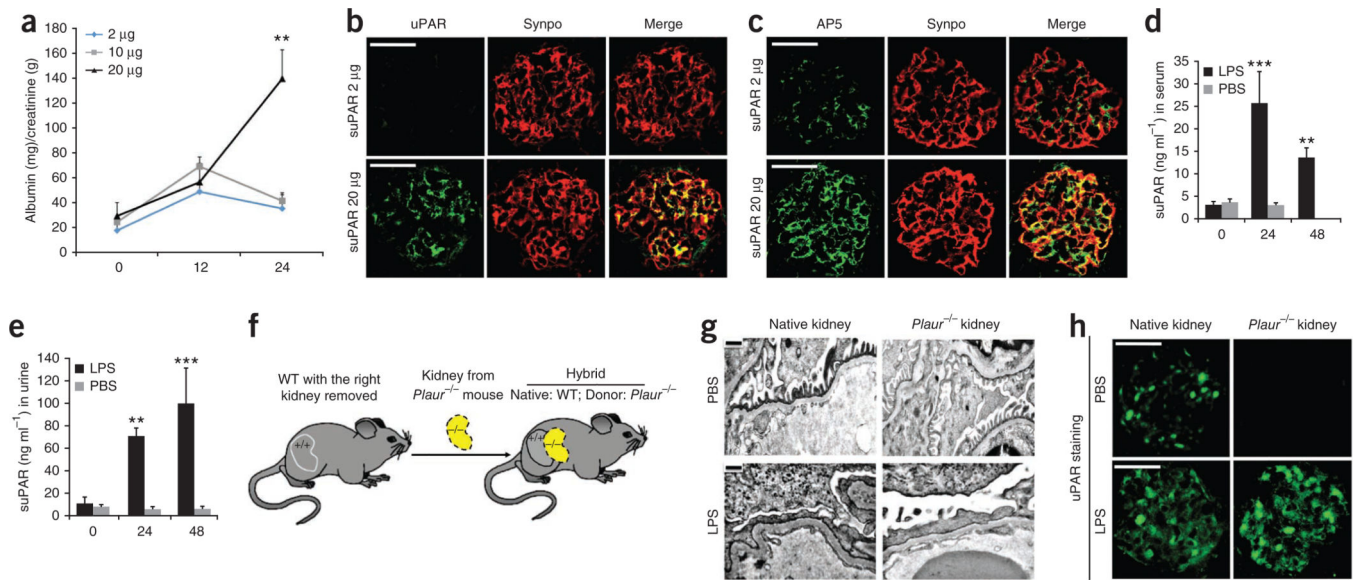 a
Albumin (mg)/creatinine (g)
180
160
140
120
100
80
60
40
20
0
2 µg
10 µg
20 µg
**
0 12 24
b
uPAR Synpo Merge
suPAR 2 µg
suPAR 20 µg
c
AP5 Synpo Merge
suPAR 2 µg
suPAR 20 µg
d
suPAR (ng ml⁻¹) in serum
35
30
25
20
15
10
5
0
***
LPS
PBS
**
0 24 48
e
suPAR (ng ml⁻¹) in urine
140
120
100
80
60
40
20
0
LPS
PBS
***
**
0 24 48
f
WT with the right
kidney removed
+/+
Kidney from
Plaur⁻/⁻ mouse
–/–
Hybrid
Native: WT; Donor: Plaur⁻/⁻
+/+
–/–
g
Native kidney Plaur⁻/⁻ kidney
PBS
LPS
h
Native kidney Plaur⁻/⁻ kidney
uPAR staining
PBS
LPS